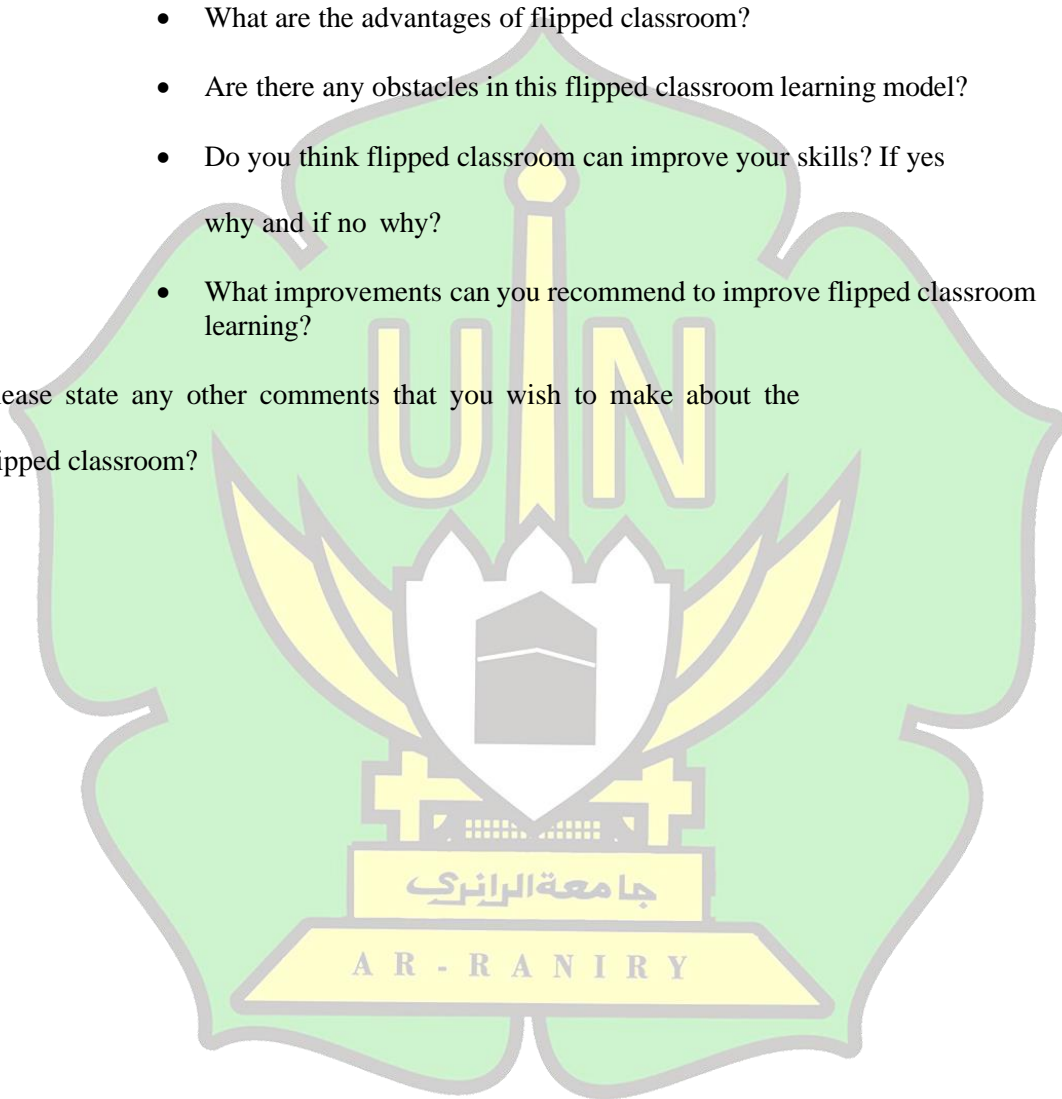 • What are the advantages of flipped classroom?
• Are there any obstacles in this flipped classroom learning model?
• Do you think flipped classroom can improve your skills? If yes
why and if no why?
• What improvements can you recommend to improve flipped classroom
learning?
lease state any other comments that you wish to make about the
ipped classroom?
UIN
جامعةالرانري
AR-RANIRY